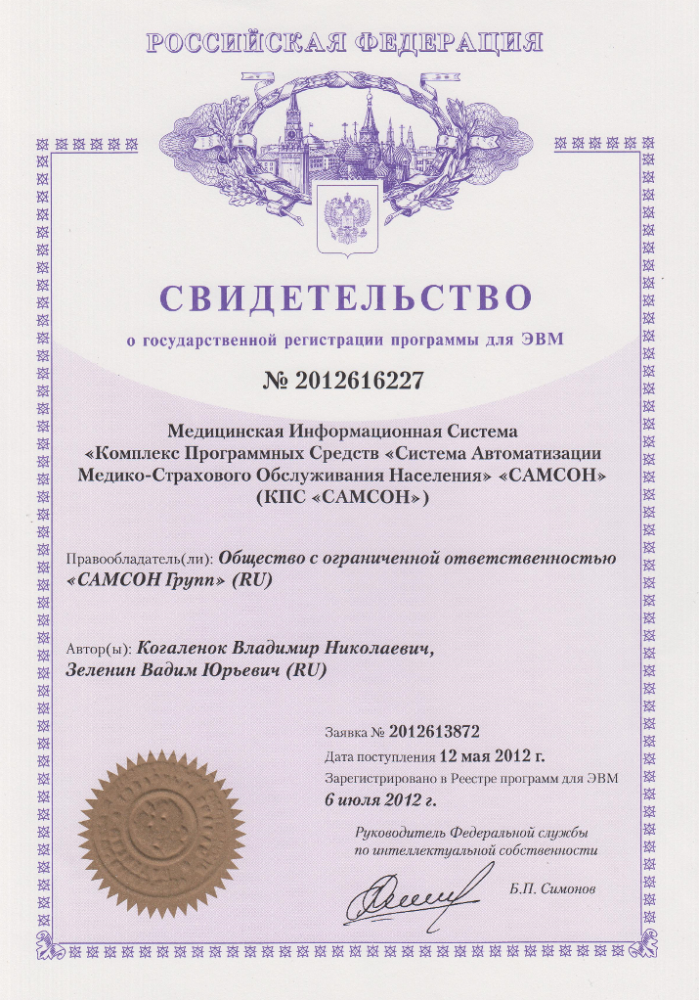 РОССИЙСКАЯ ФЕДЕРАЦИЯ
СВИДЕТЕЛЬСТВО
о государственной регистрации программы для ЭВМ
№ 2012616227
Медицинская Информационная Система
«Комплекс Программных Средств «Система Автоматизации
Медико-Страхового Обслуживания Населения» «САМСОН»
(КПС «САМСОН»)
Правообладатель(ли): Общество с ограниченной ответственностью
«САМСОН Групп» (RU)
Автор(ы): Когаленок Владимир Николаевич,
Зеленин Вадим Юрьевич (RU)
Заявка № 2012613872
Дата поступления 12 мая 2012 г.
Зарегистрировано в Реестре программ для ЭВМ
6 июля 2012 г.
Руководитель Федеральной службы
по интеллектуальной собственности
Б.П. Симонов